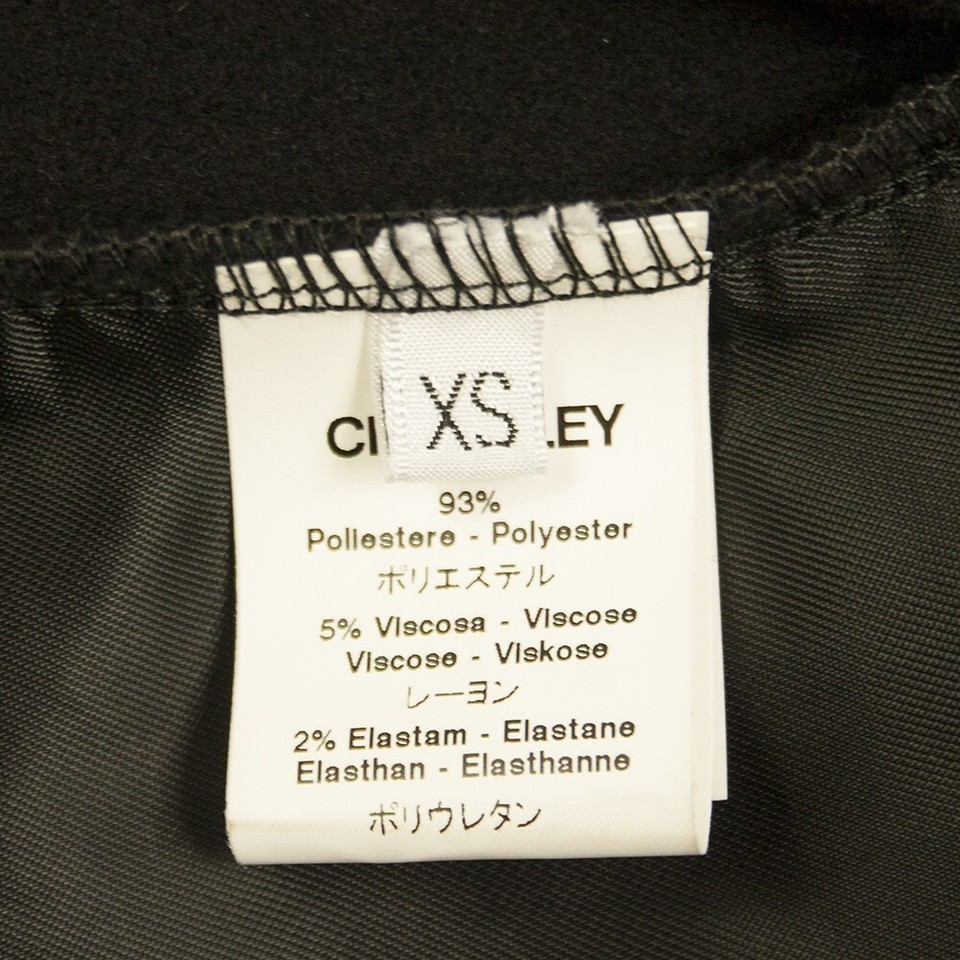 XS
93%
Poliestere - Polyester
ポリエステル
5% Viscosa - Viscose
Viscose - Viskose
レーヨン
2% Elastam - Elastane
Elasthan - Elasthanne
ポリウレタン